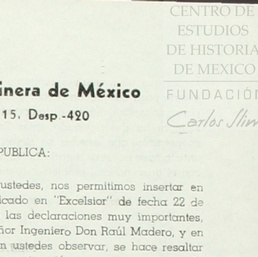 CENTRO DE
ESTUDIOS
DE HISTORIA
DE MEXICO
FUNDACIÓN
Carlos Slim
inera de México
15. Desp.-420
PUBLICA:
ustedes, nos permitimos insertar en
icado en "Excelsior" de fecha 22 de
las declaraciones muy importantes,
ñor Ingeniero Don Raúl Madero, y en
n ustedes observar, se hace resaltar